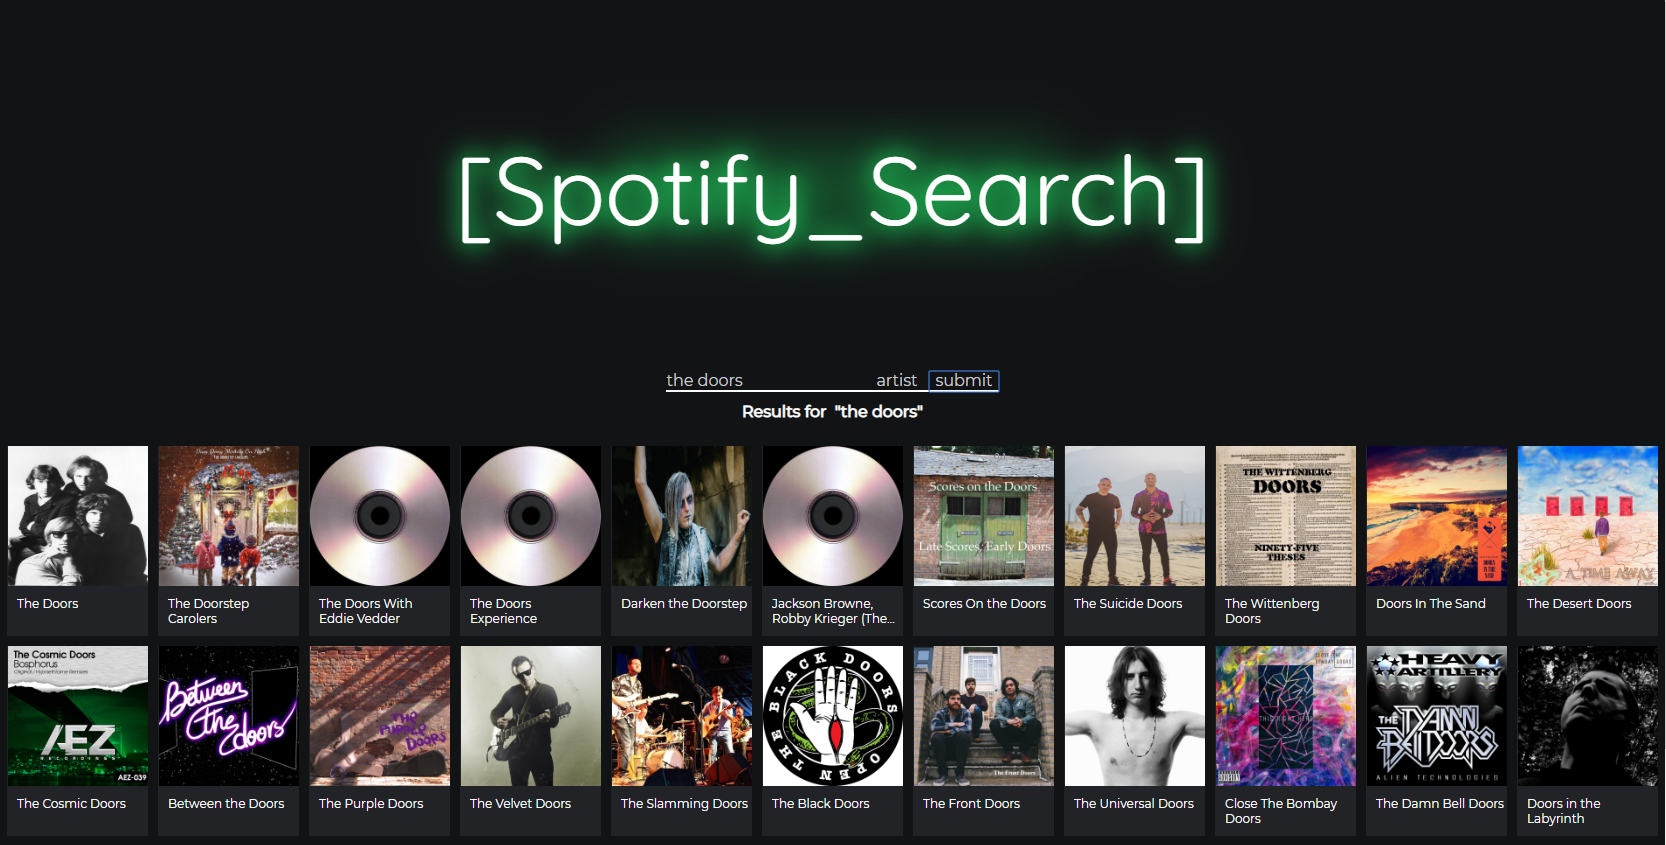 [Spotify_Search]
the doors artist submit
Results for "the doors"
Scores on the Doors
Late Scores, Early Doors
THE WITTENBERG
DOORS
NINETY-FIVE
THESES
A TIME AWAY
The Doors
The Doorstep
Carolers
The Doors With
Eddie Vedder
The Doors
Experience
Darken the Doorstep
Jackson Browne,
Robby Krieger (The...
Scores On the Doors
The Suicide Doors
The Wittenberg
Doors
Doors In The Sand
The Desert Doors
The Cosmic Doors
Bosphorus
ÆZ
RECORDINGS
AEZ-039
Between
the
doors
THE
PURPLE
DOORS
BLACK DOORS
OPEN THE
The Front Doors
HEAVY
ARTILLERY
THE
DAMN
BELL DOORS
ALIEN TECHNOLOGIES
The Cosmic Doors
Between the Doors
The Purple Doors
The Velvet Doors
The Slamming Doors
The Black Doors
The Front Doors
The Universal Doors
Close The Bombay
Doors
The Damn Bell Doors
Doors in the
Labyrinth